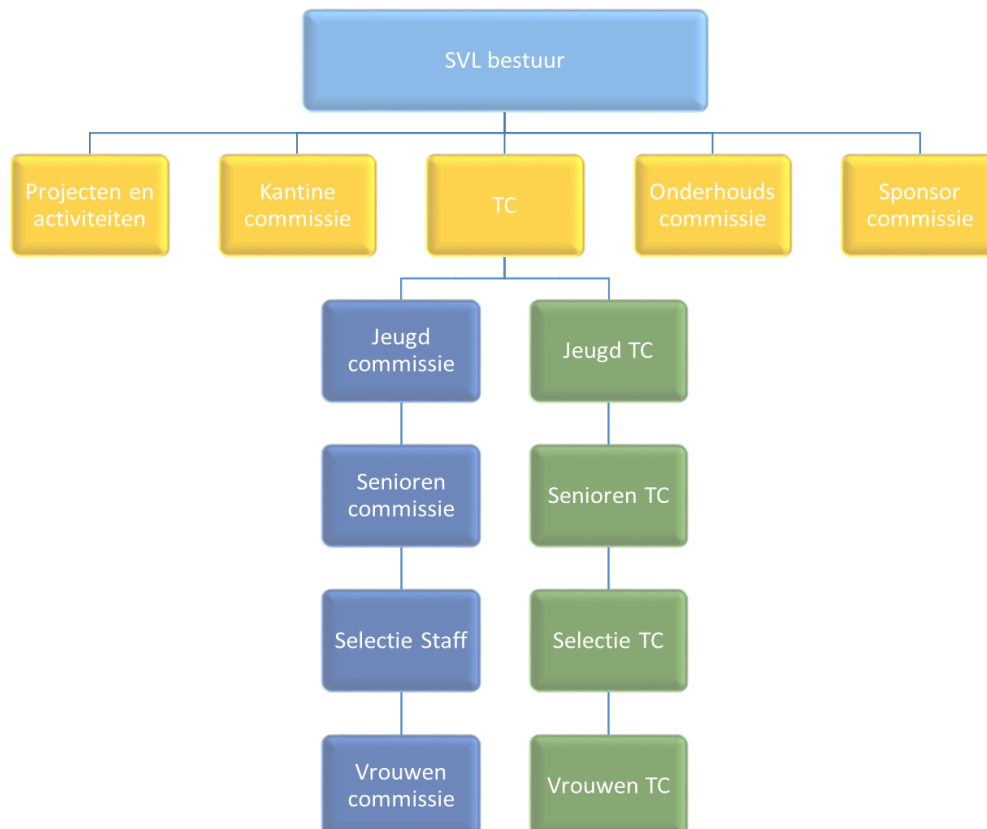 SVL bestuur
Projecten en
activiteiten
Kantine
commissie
TC
Onderhouds
commissie
Sponsor
commissie
Jeugd
commissie
Jeugd TC
Senioren
commissie
Senioren TC
Selectie Staff
Selectie TC
Vrouwen
commissie
Vrouwen TC